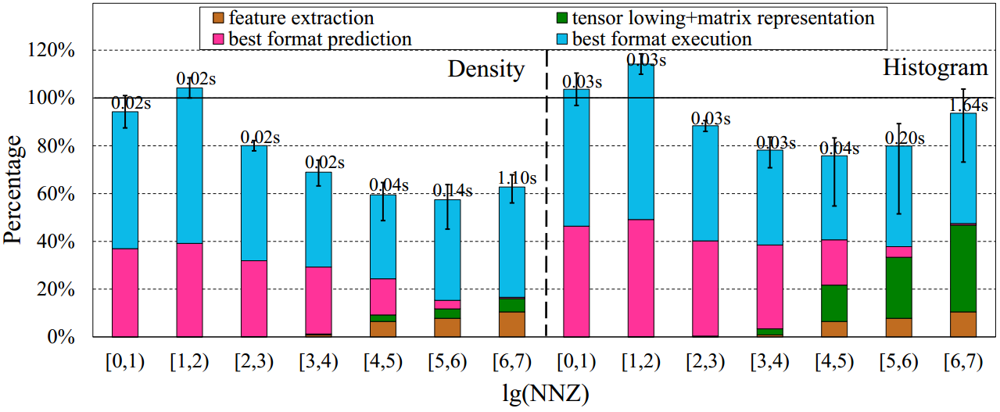 feature extraction
tensor lowing+matrix representation
best format prediction
best format execution
Percentage
120%
100%
80%
60%
40%
20%
0%
Density
Histogram
0.02s
0.02s
0.02s
0.02s
0.04s
0.14s
1.10s
0.03s
0.03s
0.03s
0.03s
0.04s
0.20s
1.64s
[0,1) [1,2) [2,3) [3,4) [4,5) [5,6) [6,7) [0,1) [1,2) [2,3) [3,4) [4,5) [5,6) [6,7)
lg(NNZ)